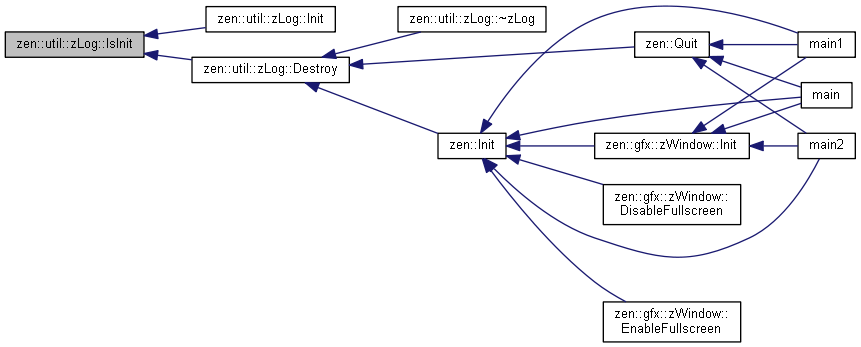 zen::util::zLog::IsInit
zen::util::zLog::Init
zen::util::zLog::Destroy
zen::util::zLog::~zLog
zen::Init
zen::Quit
zen::gfx::zWindow::Init
zen::gfx::zWindow::
DisableFullscreen
zen::gfx::zWindow::
EnableFullscreen
main1
main
main2